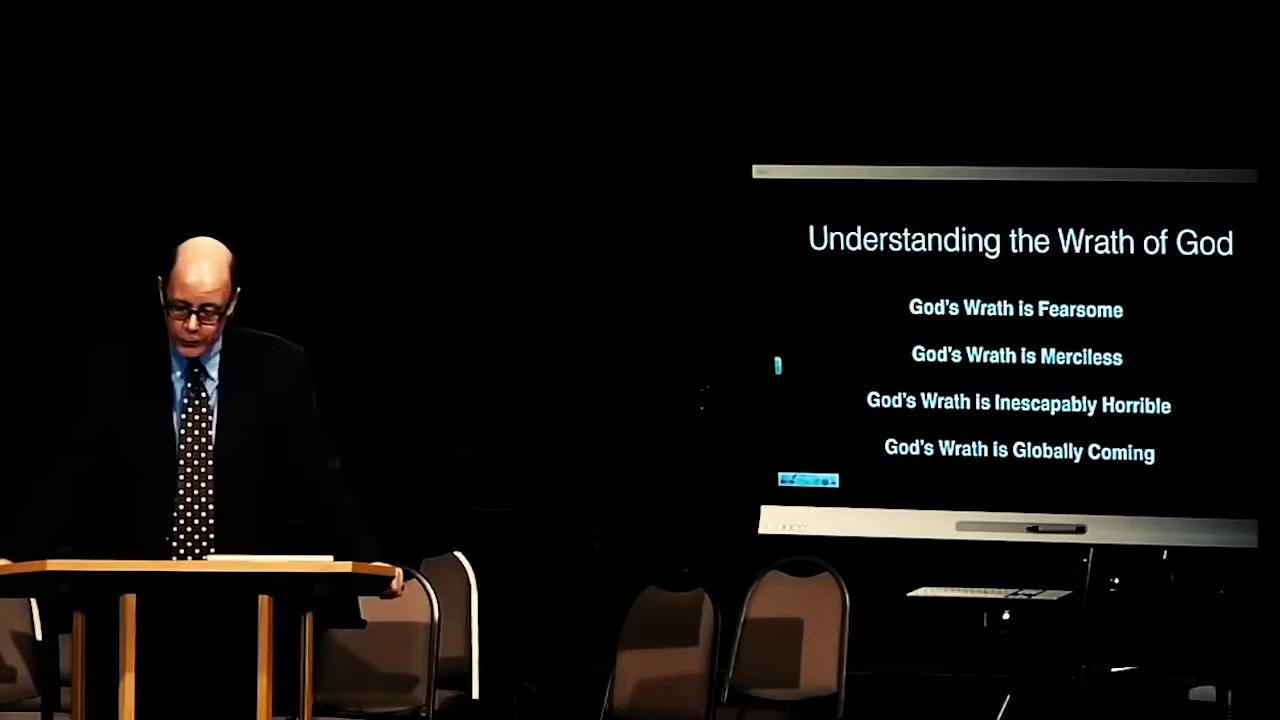 Understanding the Wrath of God
God's Wrath is Fearsome
God's Wrath is Merciless
God's Wrath is Inescapably Horrible
God's Wrath is Globally Coming